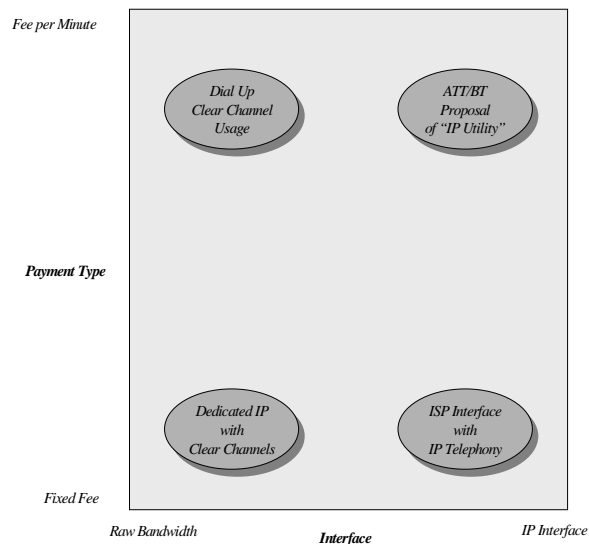 Fee per Minute
Dial Up
Clear Channel
Usage
ATT/BT
Proposal
of “IP Utility”
Payment Type
Dedicated IP
with
Clear Channels
ISP Interface
with
IP Telephony
Fixed Fee
Raw Bandwidth
Interface
IP Interface